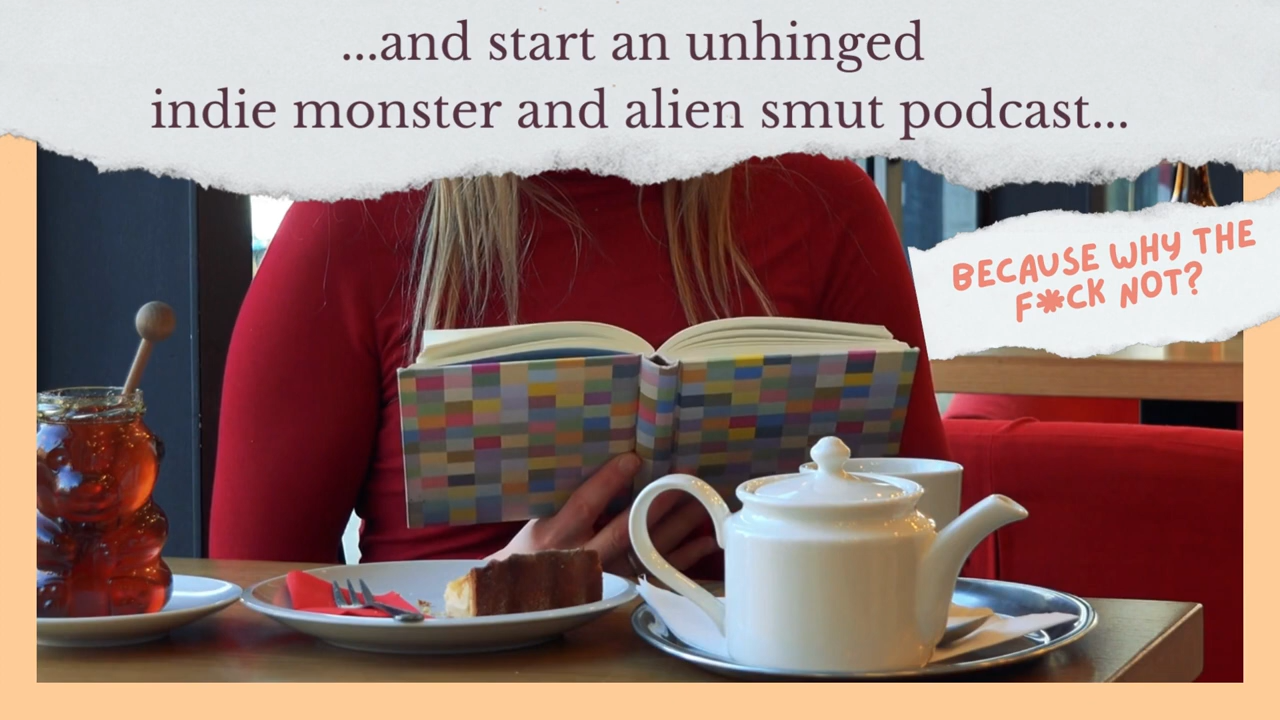 ...and start an unhinged
indie monster and alien smut podcast...
BECAUSE WHY THE
F*CK NOT?